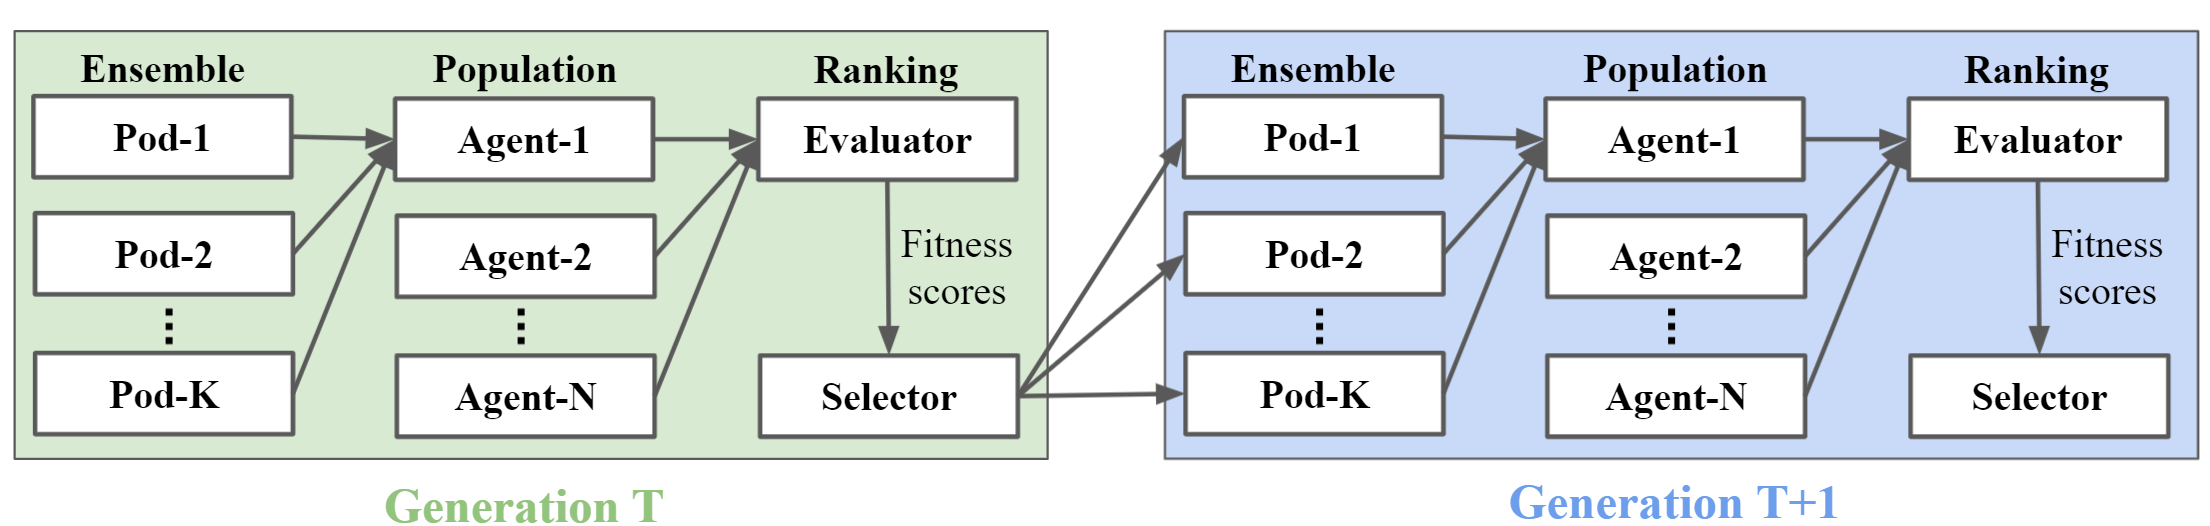 Ensemble
Population
Ranking
Pod-1
Agent-1
Evaluator
Pod-2
Agent-2
Fitness
scores
Pod-K
Agent-N
Selector
Generation T
Ensemble
Population
Ranking
Pod-1
Agent-1
Evaluator
Pod-2
Agent-2
Fitness
scores
Pod-K
Agent-N
Selector
Generation T+1